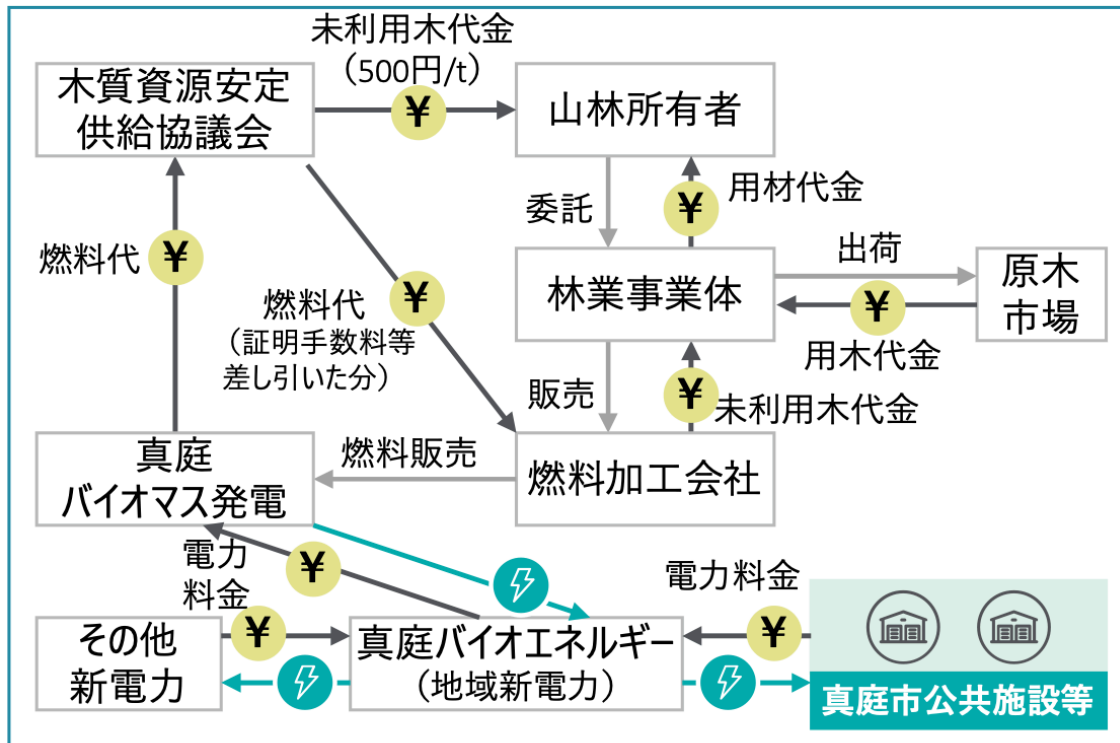 未利用木代金
（500円/t）
木質資源安定
供給協議会
¥
山林所有者
委託
¥
用材代金
燃料代
¥
燃料代
（証明手数料等
差し引いた分）
¥
林業事業体
出荷
¥
用木代金
原木
市場
販売
¥
未利用木代金
真庭
バイオマス発電
燃料販売
燃料加工会社
電力
料金
¥
電力料金
その他
新電力
¥
真庭バイオエネルギー
（地域新電力）
¥
真庭市公共施設等